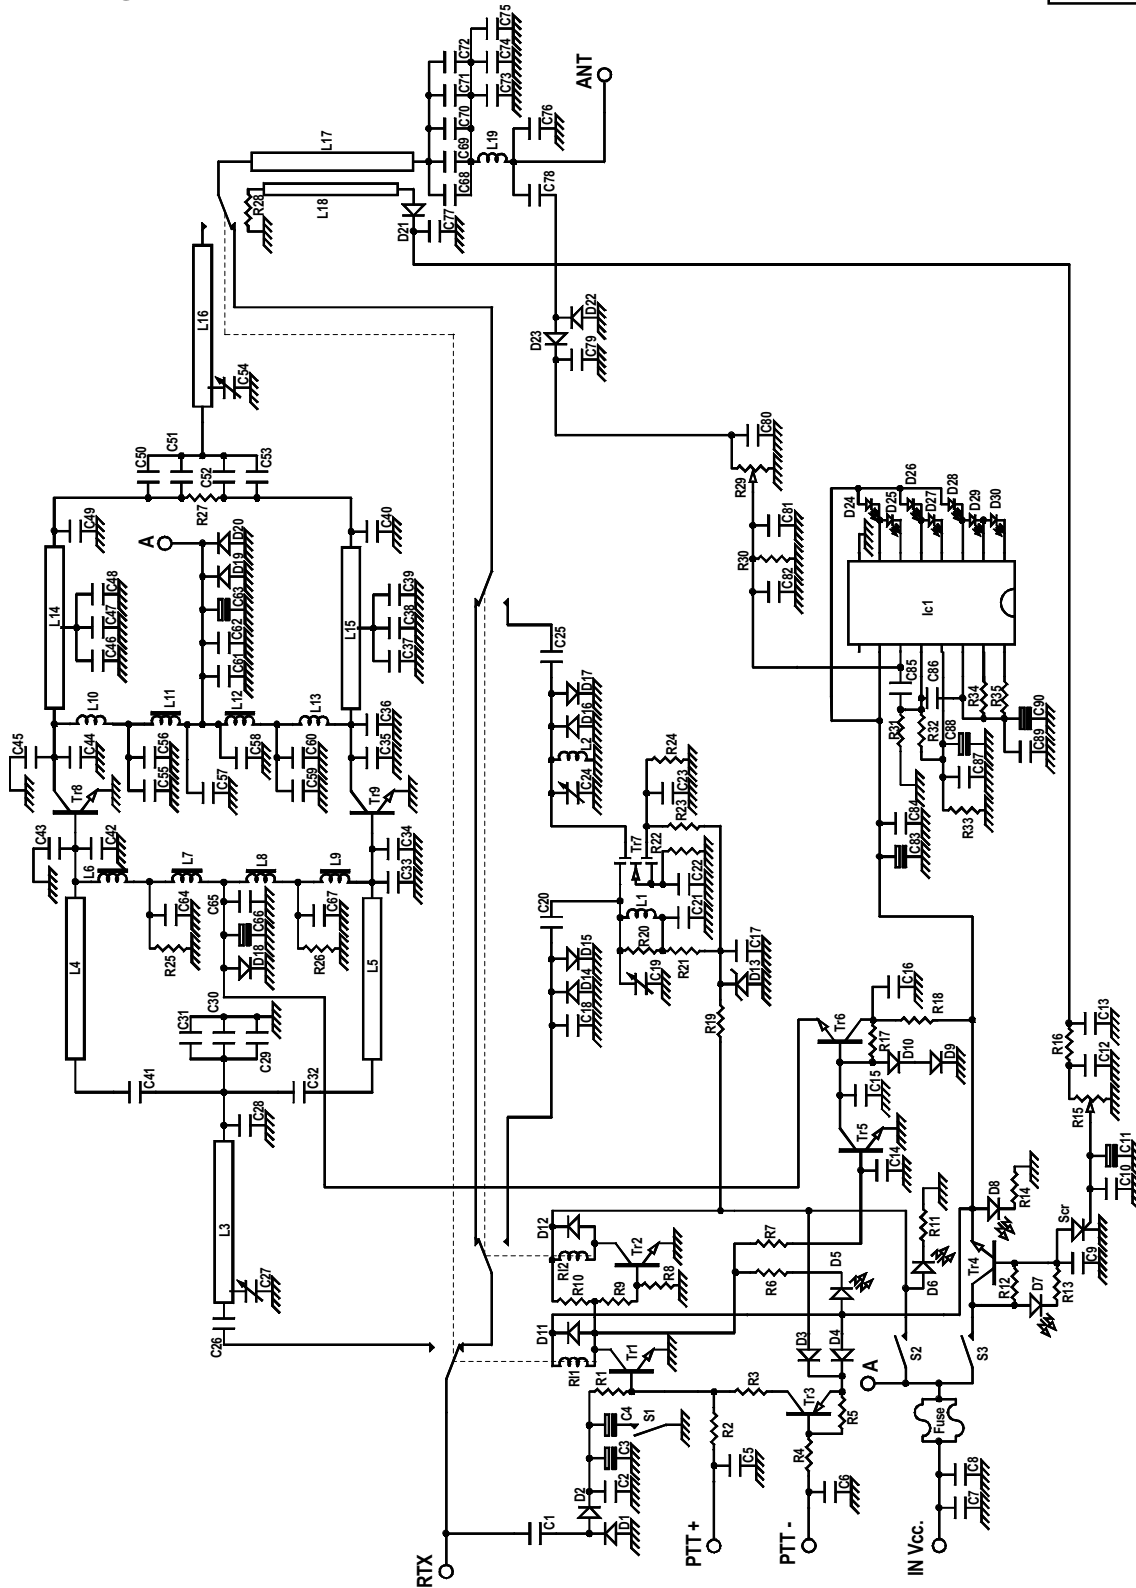 C75
C72
C74
C71
C73
C70
C69
C68
L19
ANT
C76
C78
L17
L18
R28
D21
C77
L16
C54
D22
D23
C79
C50
C51
C52
C53
R27
C49
C40
A
D20
D19
C63
C62
C61
L14
C48
C47
C46
L15
C39
C38
C37
R29
C80
C81
R30
C82
D24
D25
D26
D27
D28
D29
D30
Ic1
L10
L11
L12
L13
C45
C44
Tr8
C56
C55
C57
C58
C60
C59
C36
C35
Tr9
C25
D17
D16
L2
C24
R24
C23
R23
R22
Tr7
C85
C86
R31
R32
R34
R35
C88
C87
C90
C89
R33
C84
C83
C43
C42
L6
L7
L8
L9
C34
C33
C64
R25
C65
C66
D18
C67
R26
L4
L5
C20
D15
D14
C18
L1
R20
C22
C21
R21
C19
C17
D13
R19
C31
C30
C29
C41
C32
C28
L3
C27
C26
Tr6
C16
R18
R17
D10
D9
C15
Tr5
C14
R16
C13
C12
R15
C11
C10
D12
Rl2
R10
Tr2
R9
R8
R7
R6
D5
R11
D6
D8
R14
Scr
Tr4
C9
R12
D7
R13
D11
Rl1
Tr1
R1
D3
D4
S2
S3
A
C4
S1
C3
C2
D2
D1
C1
R2
R3
Tr3
R5
R4
C5
C6
Fuse
C8
C7
RTX
PTT +
PTT -
IN Vcc.